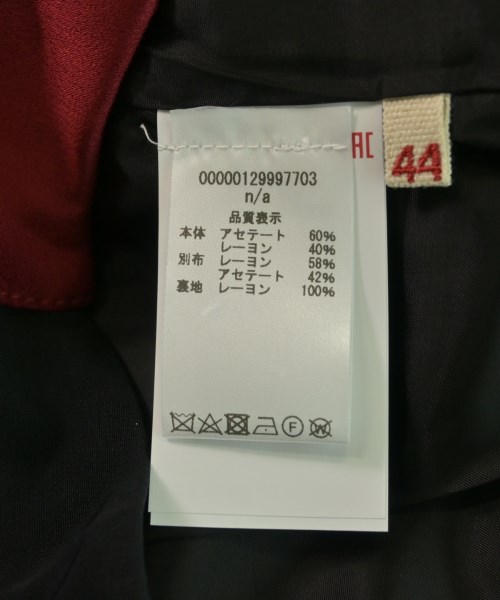 00000129997703
n/a
品質表示
本体 アセテート 60%
レーヨン 40%
別布 レーヨン 58%
アセテート 42%
裏地 レーヨン 100%
F W
44